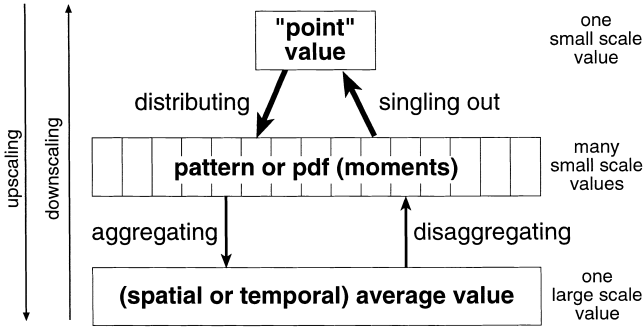 "point"
value
one
small scale
value
distributing
singling out
upscaling
downscaling
pattern or pdf (moments)
many
small scale
values
aggregating
disaggregating
(spatial or temporal) average value
one
large scale
value